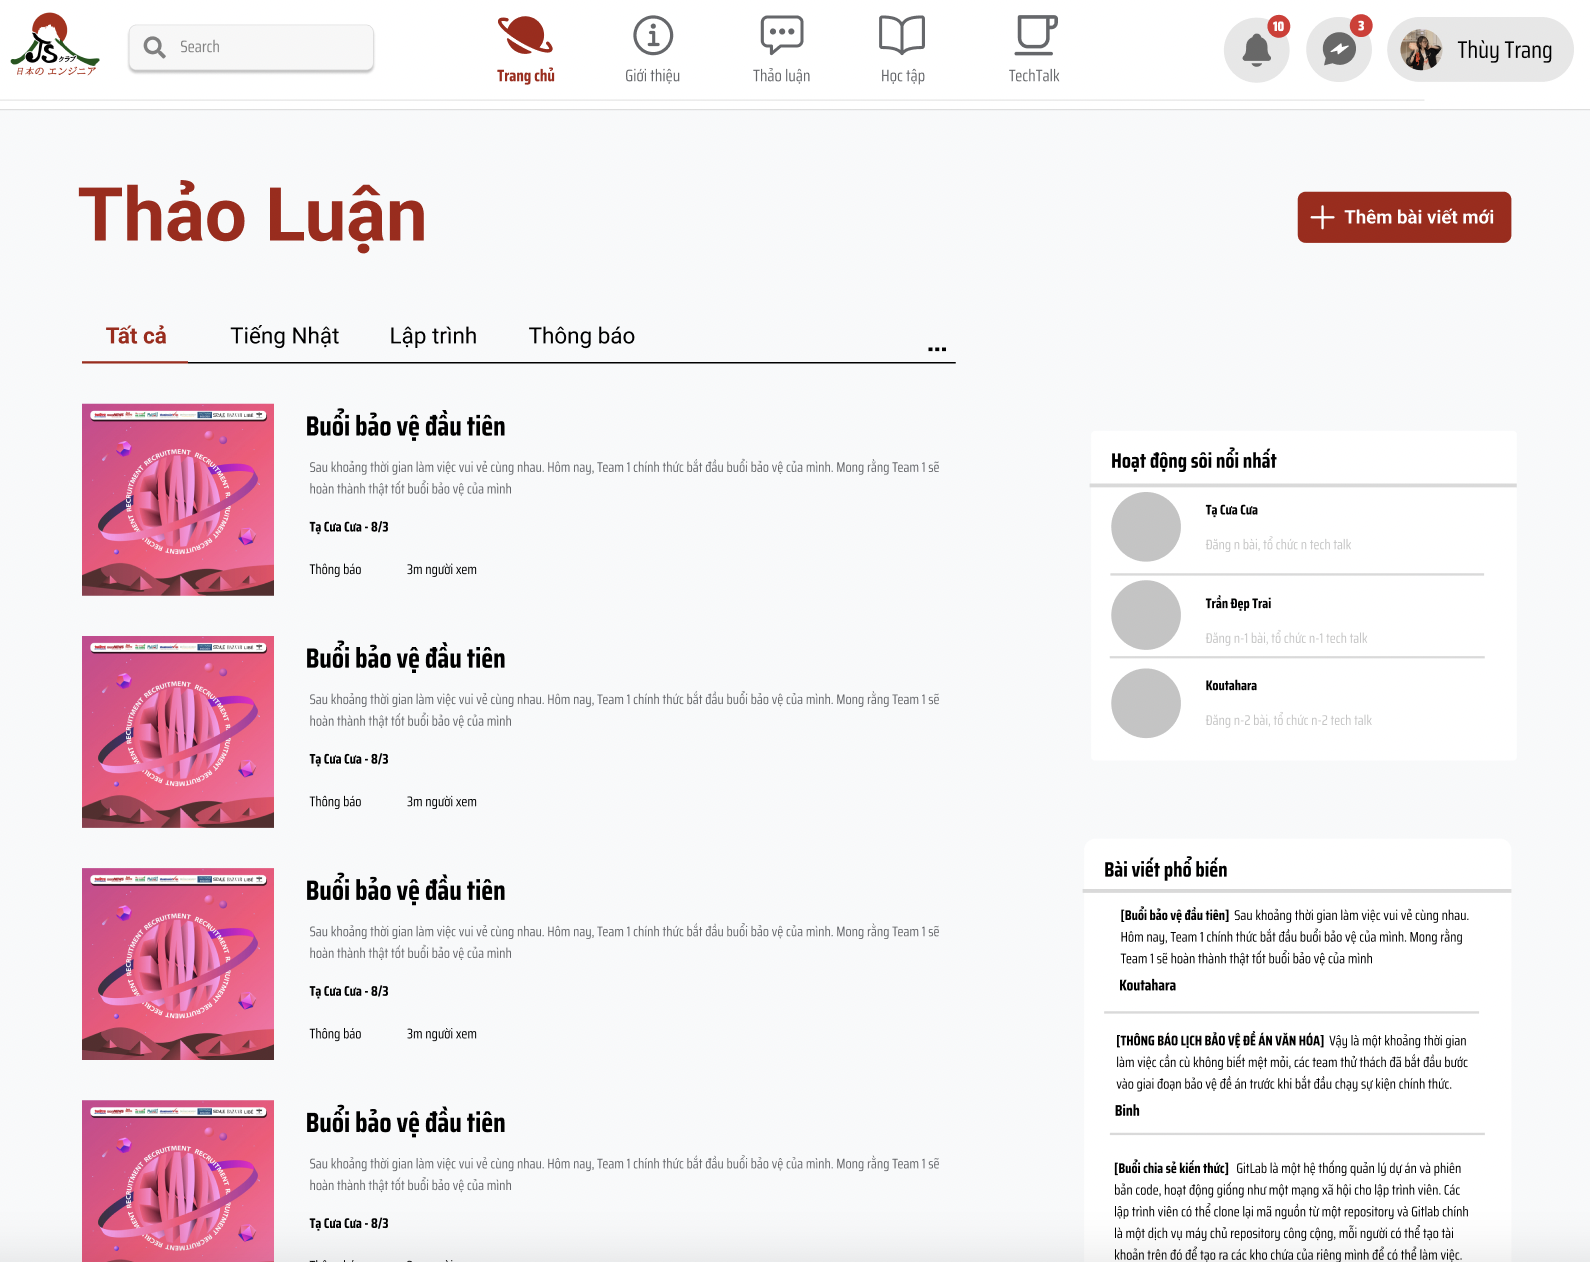 JS クラブ
日本の エンジニア
Search
Trang chủ
Giới thiệu
Thảo luận
Học tập
TechTalk
10
3
Thùy Trang
Thảo Luận
Thêm bài viết mới
Tất cả
Tiếng Nhật
Lập trình
Thông báo
...
RECRUITMENT RECRUITMENT RECRUITMENT RECRUITMENT
Buổi bảo vệ đầu tiên
Sau khoảng thời gian làm việc vui vẻ cùng nhau. Hôm nay, Team 1 chính thức bắt đầu buổi bảo vệ của mình. Mong rằng Team 1 sẽ
hoàn thành thật tốt buổi bảo vệ của mình
Tạ Cưa Cưa - 8/3
Thông báo 3m người xem
RECRUITMENT RECRUITMENT RECRUITMENT RECRUITMENT
Buổi bảo vệ đầu tiên
Sau khoảng thời gian làm việc vui vẻ cùng nhau. Hôm nay, Team 1 chính thức bắt đầu buổi bảo vệ của mình. Mong rằng Team 1 sẽ
hoàn thành thật tốt buổi bảo vệ của mình
Tạ Cưa Cưa - 8/3
Thông báo 3m người xem
RECRUITMENT RECRUITMENT RECRUITMENT RECRUITMENT
Buổi bảo vệ đầu tiên
Sau khoảng thời gian làm việc vui vẻ cùng nhau. Hôm nay, Team 1 chính thức bắt đầu buổi bảo vệ của mình. Mong rằng Team 1 sẽ
hoàn thành thật tốt buổi bảo vệ của mình
Tạ Cưa Cưa - 8/3
Thông báo 3m người xem
RECRUITMENT RECRUITMENT RECRUITMENT RECRUITMENT
Buổi bảo vệ đầu tiên
Sau khoảng thời gian làm việc vui vẻ cùng nhau. Hôm nay, Team 1 chính thức bắt đầu buổi bảo vệ của mình. Mong rằng Team 1 sẽ
hoàn thành thật tốt buổi bảo vệ của mình
Tạ Cưa Cưa - 8/3
Hoạt động sôi nổi nhất
Tạ Cưa Cưa
Đăng n bài, tổ chức n tech talk
Trần Đẹp Trai
Đăng n-1 bài, tổ chức n-1 tech talk
Koutahara
Đăng n-2 bài, tổ chức n-2 tech talk
Bài viết phổ biến
[Buổi bảo vệ đầu tiên] Sau khoảng thời gian làm việc vui vẻ cùng nhau.
Hôm nay, Team 1 chính thức bắt đầu buổi bảo vệ của mình. Mong rằng
Team 1 sẽ hoàn thành thật tốt buổi bảo vệ của mình
Koutahara
[THÔNG BÁO LỊCH BẢO VỆ ĐỀ ÁN VĂN HÓA] Vậy là một khoảng thời gian
làm việc cần cù không biết mệt mỏi, các team thử thách đã bắt đầu bước
vào giai đoạn bảo vệ đề án trước khi bắt đầu chạy sự kiện chính thức.
Binh
[Buổi chia sẻ kiến thức] GitLab là một hệ thống quản lý dự án và phiên
bản code, hoạt động giống như một mạng xã hội cho lập trình viên. Các
lập trình viên có thể clone lại mã nguồn từ một repository và Gitlab chính
là một dịch vụ máy chủ repository công cộng, mỗi người có thể tạo tài
khoản trên đó để tạo ra các kho chứa của riêng mình để có thể làm việc.